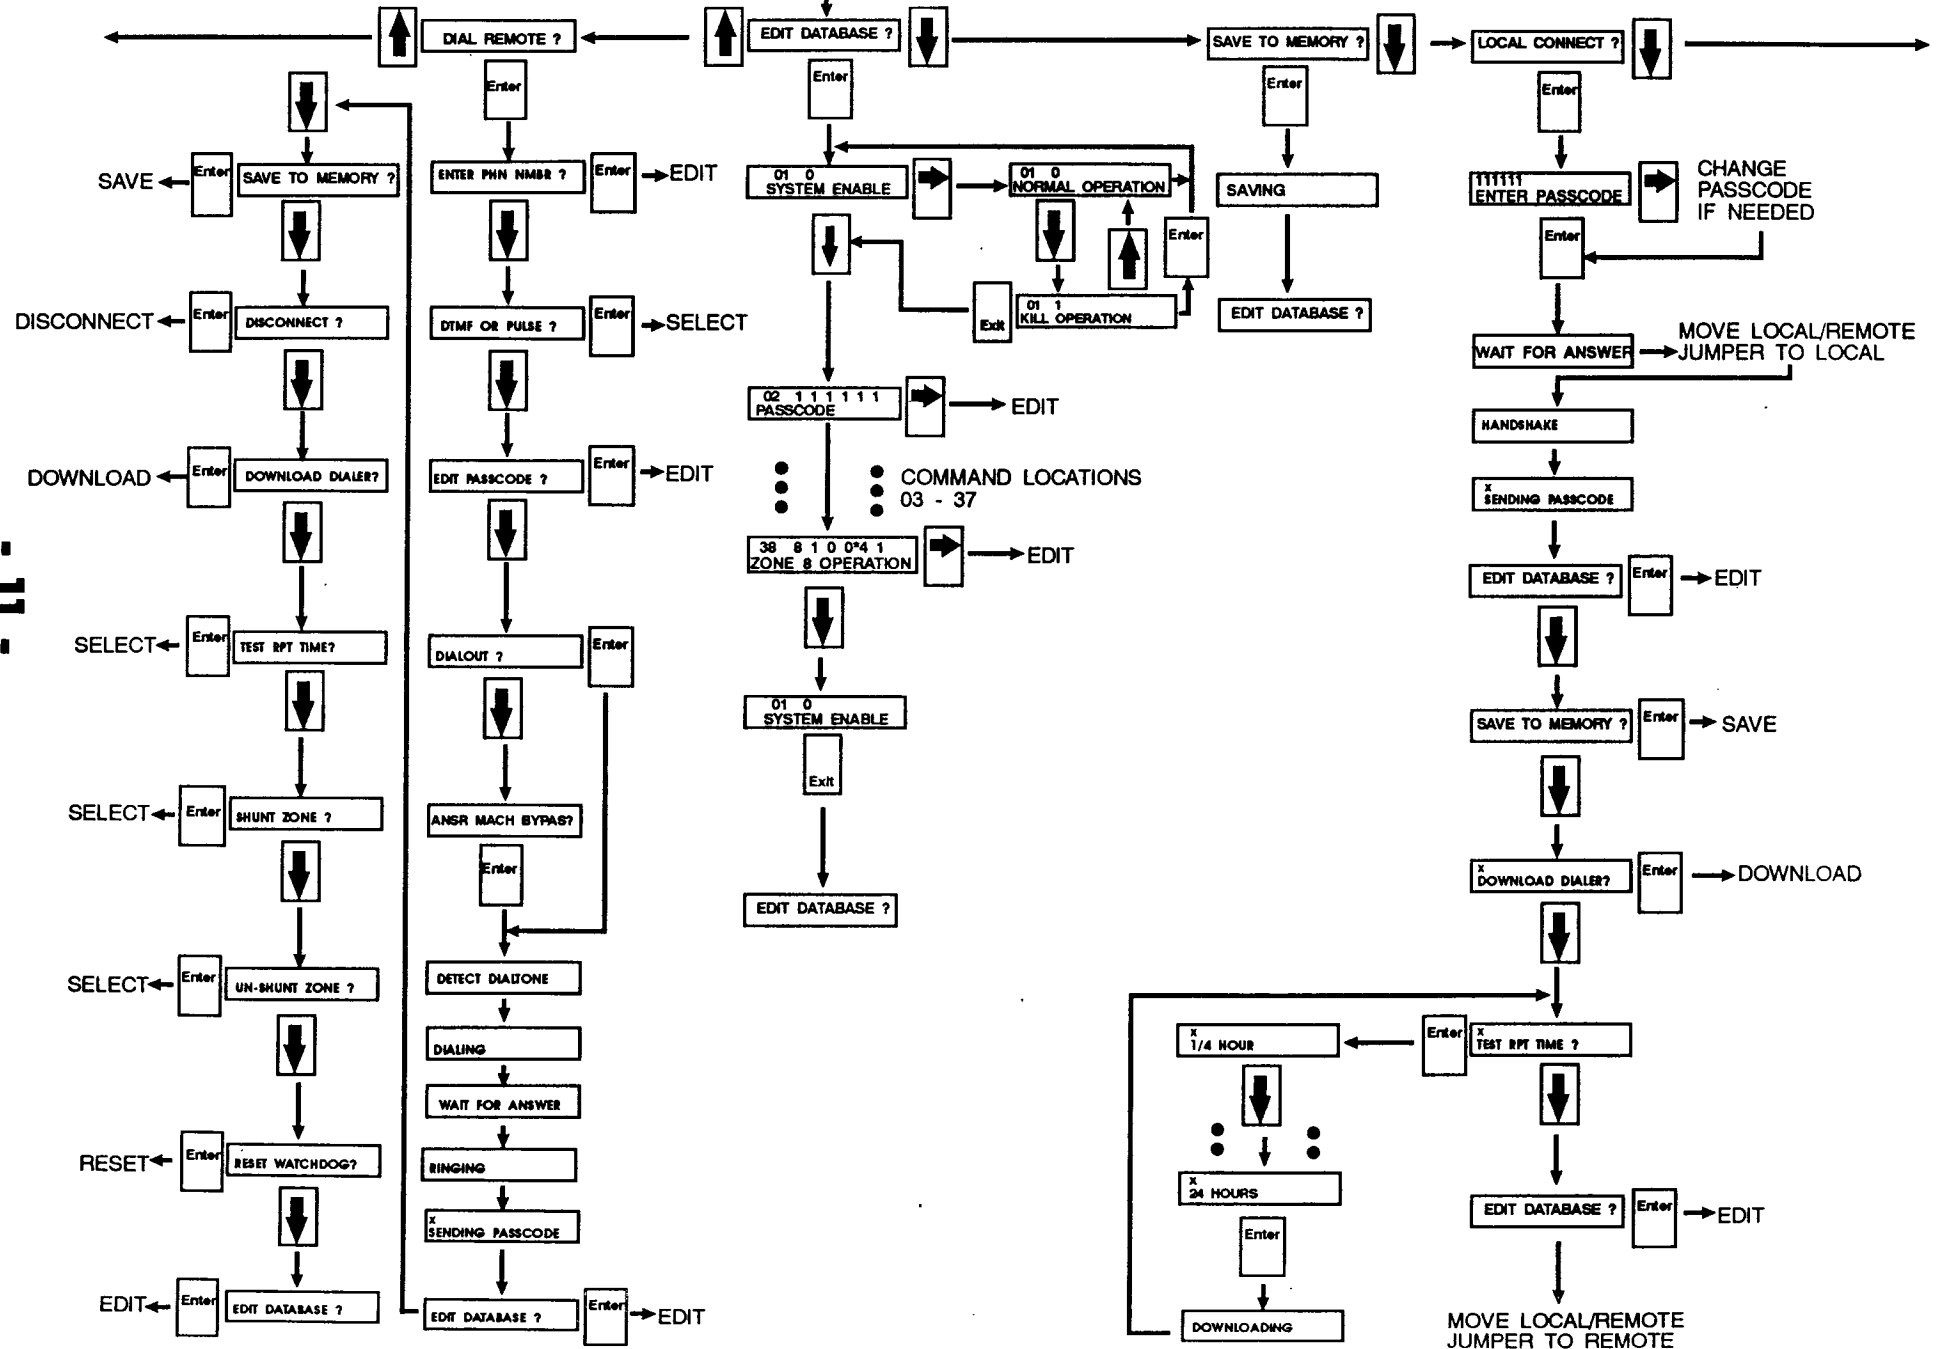 DIAL REMOTE ?
EDIT DATABASE ?
SAVE TO MEMORY ?
LOCAL CONNECT ?
Enter
Enter
Enter
Enter
SAVE
Enter
SAVE TO MEMORY ?
DISCONNECT
Enter
DISCONNECT ?
DOWNLOAD
Enter
DOWNLOAD DIALER?
SELECT
Enter
TEST RPT TIME?
SELECT
Enter
SHUNT ZONE ?
SELECT
Enter
UN-SHUNT ZONE ?
RESET
Enter
RESET WATCHDOG?
EDIT
Enter
EDIT DATABASE ?
- 11 -
ENTER PHN NMBR ?
Enter
EDIT
DTMF OR PULSE ?
Enter
SELECT
EDIT PASSCODE ?
Enter
EDIT
DIALOUT ?
Enter
ANSR MACH BYPAS?
Enter
DETECT DIALTONE
DIALING
WAIT FOR ANSWER
RINGING
x
SENDING PASSCODE
EDIT DATABASE ?
Enter
EDIT
01 0
SYSTEM ENABLE
01 0
NORMAL OPERATION
Enter
Exit
01 1
KILL OPERATION
02 1 1 1 1 1 1
PASSCODE
EDIT
COMMAND LOCATIONS
03 - 37
38 8 1 0 0*4 1
ZONE 8 OPERATION
EDIT
01 0
SYSTEM ENABLE
Exit
EDIT DATABASE ?
SAVING
EDIT DATABASE ?
111111
ENTER PASSCODE
CHANGE
PASSCODE
IF NEEDED
Enter
WAIT FOR ANSWER
MOVE LOCAL/REMOTE
JUMPER TO LOCAL
HANDSHAKE
x
SENDING PASSCODE
EDIT DATABASE ?
Enter
EDIT
SAVE TO MEMORY ?
Enter
SAVE
x
DOWNLOAD DIALER?
Enter
DOWNLOAD
x
1/4 HOUR
Enter
x
TEST RPT TIME ?
x
24 HOURS
Enter
DOWNLOADING
EDIT DATABASE ?
Enter
EDIT
MOVE LOCAL/REMOTE
JUMPER TO REMOTE